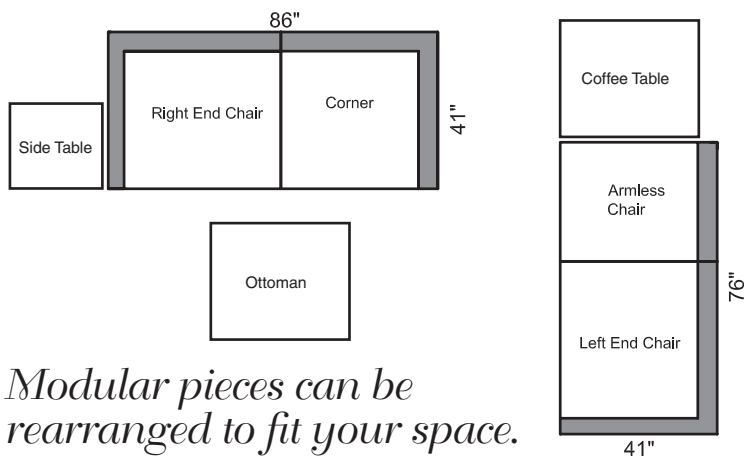 86"
Right End Chair
Corner
41"
Side Table
Ottoman
Coffee Table
Armless
Chair
76"
Left End Chair
41"
Modular pieces can be
rearranged to fit your space.